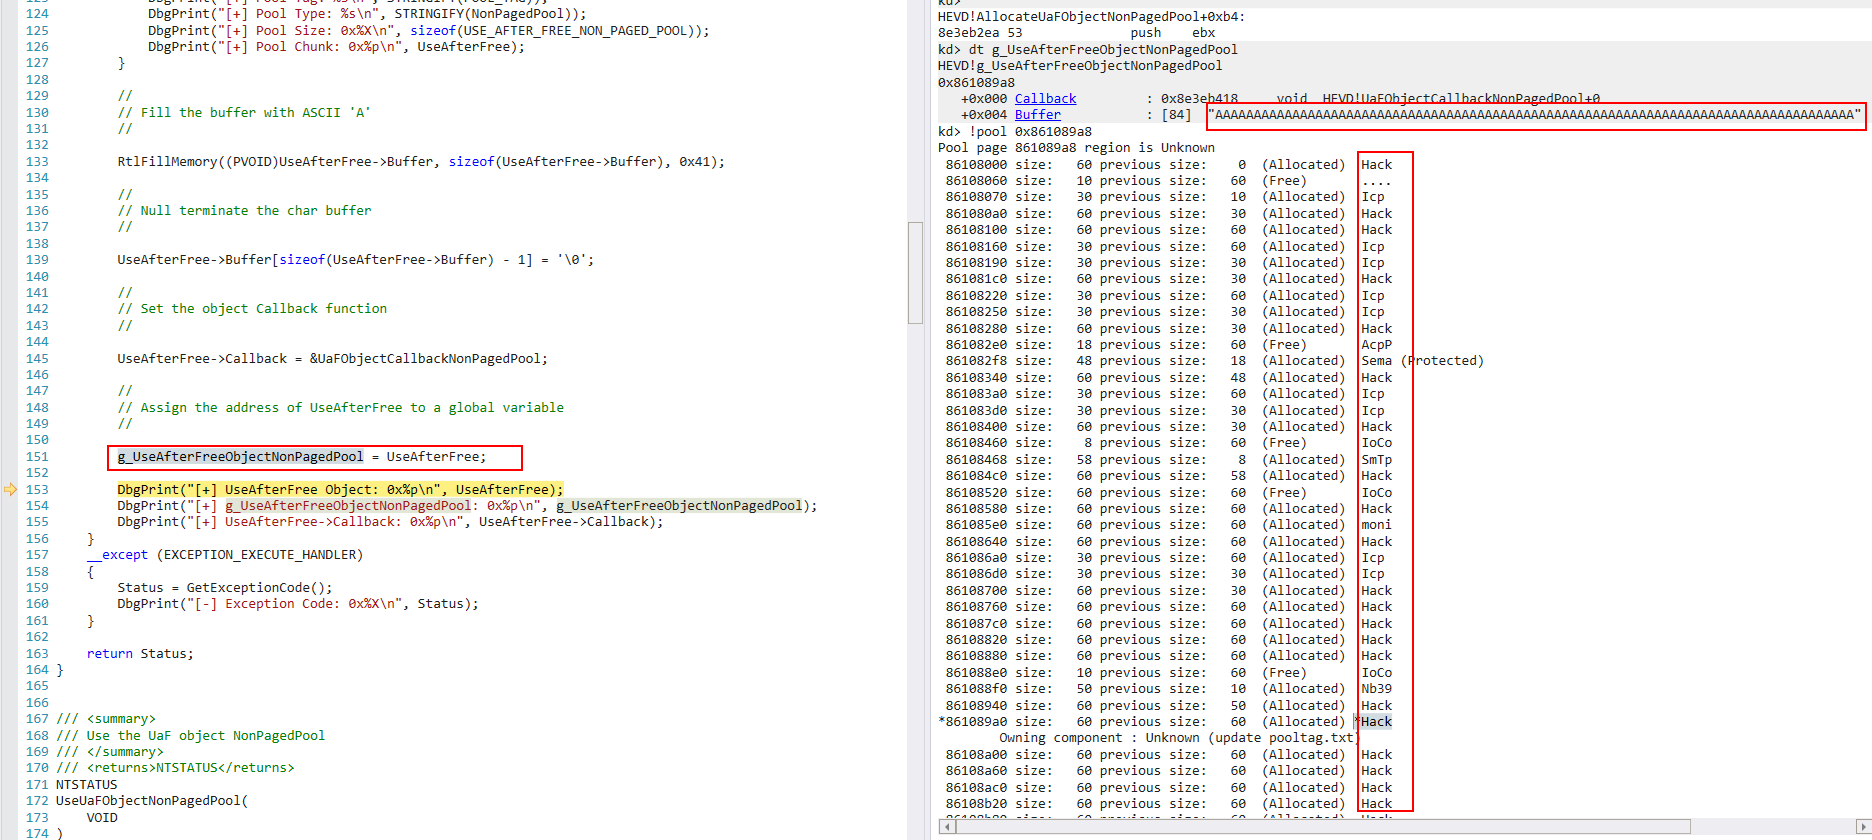 124 DbgPrint("[+] Pool Type: %s\n", STRINGIFY(NonPagedPool));
125 DbgPrint("[+] Pool Size: 0x%X\n", sizeof(USE_AFTER_FREE_NON_PAGED_POOL));
126 DbgPrint("[+] Pool Chunk: 0x%p\n", UseAfterFree);
127 }
128
129 //
130 // Fill the buffer with ASCII 'A'
131 //
132
133 RtlFillMemory((PVOID)UseAfterFree->Buffer, sizeof(UseAfterFree->Buffer), 0x41);
134
135 //
136 // Null terminate the char buffer
137 //
138
139 UseAfterFree->Buffer[sizeof(UseAfterFree->Buffer) - 1] = '\0';
140
141 //
142 // Set the object Callback function
143 //
144
145 UseAfterFree->Callback = &UaFObjectCallbackNonPagedPool;
146
147 //
148 // Assign the address of UseAfterFree to a global variable
149 //
150
151 g_UseAfterFreeObjectNonPagedPool = UseAfterFree;
152
153 DbgPrint("[+] UseAfterFree Object: 0x%p\n", UseAfterFree);
154 DbgPrint("[+] g_UseAfterFreeObjectNonPagedPool: 0x%p\n", g_UseAfterFreeObjectNonPagedPool);
155 DbgPrint("[+] UseAfterFree->Callback: 0x%p\n", UseAfterFree->Callback);
156 }
157 __except (EXCEPTION_EXECUTE_HANDLER)
158 {
159 Status = GetExceptionCode();
160 DbgPrint("[-] Exception Code: 0x%X\n", Status);
161 }
162
163 return Status;
164 }
165
166
167 /// <summary>
168 /// Use the UaF object NonPagedPool
169 /// </summary>
170 /// <returns>NTSTATUS</returns>
171 NTSTATUS
172 UseUaFObjectNonPagedPool(
173 VOID
174 )
HEVD!AllocateUaFObjectNonPagedPool+0xb4:
8e3eb2ea 53 push ebx
kd> dt g_UseAfterFreeObjectNonPagedPool
HEVD!g_UseAfterFreeObjectNonPagedPool
0x861089a8
+0x000 Callback : 0x8e3eb418 void HEVD!UaFObjectCallbackNonPagedPool+0
+0x004 Buffer : [84] "AAAAAAAAAAAAAAAAAAAAAAAAAAAAAAAAAAAAAAAAAAAAAAAAAAAAAAAAAAAAAAAAAAAAAAAAAAAAAAAAAAA"
kd> !pool 0x861089a8
Pool page 861089a8 region is Unknown
86108000 size: 60 previous size: 0 (Allocated) Hack
86108060 size: 10 previous size: 60 (Free) ....
86108070 size: 30 previous size: 10 (Allocated) Icp
861080a0 size: 60 previous size: 30 (Allocated) Hack
86108100 size: 60 previous size: 60 (Allocated) Hack
86108160 size: 30 previous size: 60 (Allocated) Icp
86108190 size: 30 previous size: 30 (Allocated) Icp
861081c0 size: 60 previous size: 30 (Allocated) Hack
86108220 size: 30 previous size: 60 (Allocated) Icp
86108250 size: 30 previous size: 30 (Allocated) Icp
86108280 size: 60 previous size: 30 (Allocated) Hack
861082e0 size: 18 previous size: 60 (Free) AcpP
861082f8 size: 48 previous size: 18 (Allocated) Sema (Protected)
86108340 size: 60 previous size: 48 (Allocated) Hack
861083a0 size: 30 previous size: 60 (Allocated) Icp
861083d0 size: 30 previous size: 30 (Allocated) Icp
86108400 size: 60 previous size: 30 (Allocated) Hack
86108460 size: 8 previous size: 60 (Free) IoCo
86108468 size: 58 previous size: 8 (Allocated) SmTp
861084c0 size: 60 previous size: 58 (Allocated) Hack
86108520 size: 60 previous size: 60 (Free) IoCo
86108580 size: 60 previous size: 60 (Allocated) Hack
861085e0 size: 60 previous size: 60 (Allocated) moni
86108640 size: 60 previous size: 60 (Allocated) Hack
861086a0 size: 30 previous size: 60 (Allocated) Icp
861086d0 size: 30 previous size: 30 (Allocated) Icp
86108700 size: 60 previous size: 30 (Allocated) Hack
86108760 size: 60 previous size: 60 (Allocated) Hack
861087c0 size: 60 previous size: 60 (Allocated) Hack
86108820 size: 60 previous size: 60 (Allocated) Hack
86108880 size: 60 previous size: 60 (Allocated) Hack
861088e0 size: 10 previous size: 60 (Free) IoCo
861088f0 size: 50 previous size: 10 (Allocated) Nb39
86108940 size: 60 previous size: 50 (Allocated) Hack
*861089a0 size: 60 previous size: 60 (Allocated) *Hack
Owning component : Unknown (update pooltag.txt)
86108a00 size: 60 previous size: 60 (Allocated) Hack
86108a60 size: 60 previous size: 60 (Allocated) Hack
86108ac0 size: 60 previous size: 60 (Allocated) Hack
86108b20 size: 60 previous size: 60 (Allocated) Hack